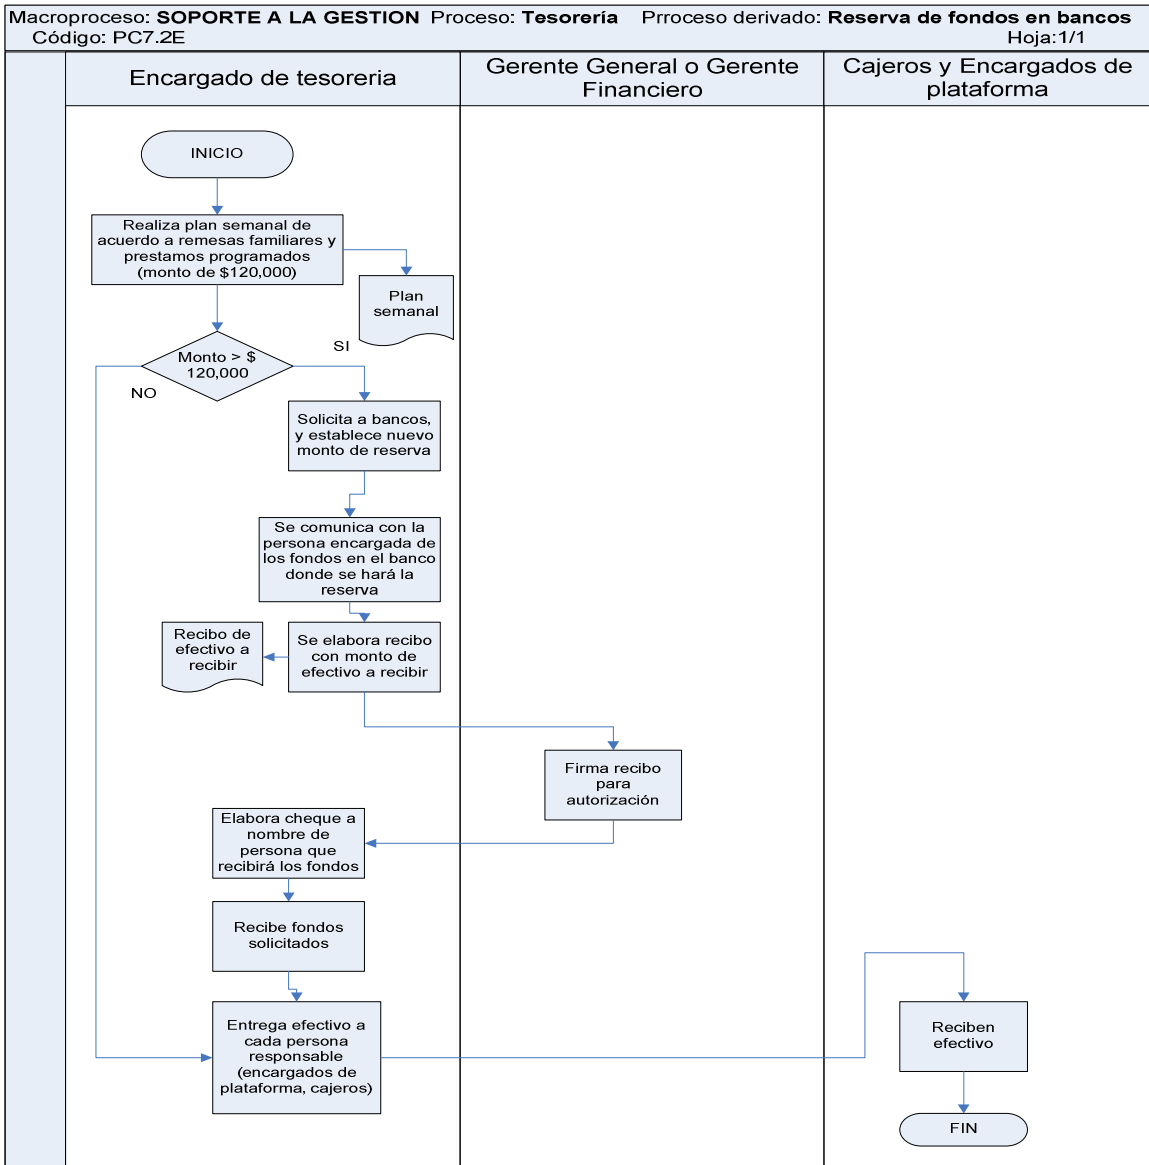 Macroproceso: SOPORTE A LA GESTION Proceso: Tesorería Prroceso derivado: Reserva de fondos en bancos
Código: PC7.2E Hoja:1/1
Encargado de tesoreria
Gerente General o Gerente
Financiero
Cajeros y Encargados de
plataforma
INICIO
Realiza plan semanal de
acuerdo a remesas familiares y
prestamos programados
(monto de $120,000)
Plan
semanal
Monto > $
120,000
SI
NO
Solicita a bancos,
y establece nuevo
monto de reserva
Se comunica con la
persona encargada de
los fondos en el banco
donde se hará la
reserva
Recibo de
efectivo a
recibir
Se elabora recibo
con monto de
efectivo a recibir
Firma recibo
para
autorización
Elabora cheque a
nombre de
persona que
recibirá los fondos
Recibe fondos
solicitados
Entrega efectivo a
cada persona
responsable
(encargados de
plataforma, cajeros)
Reciben
efectivo
FIN